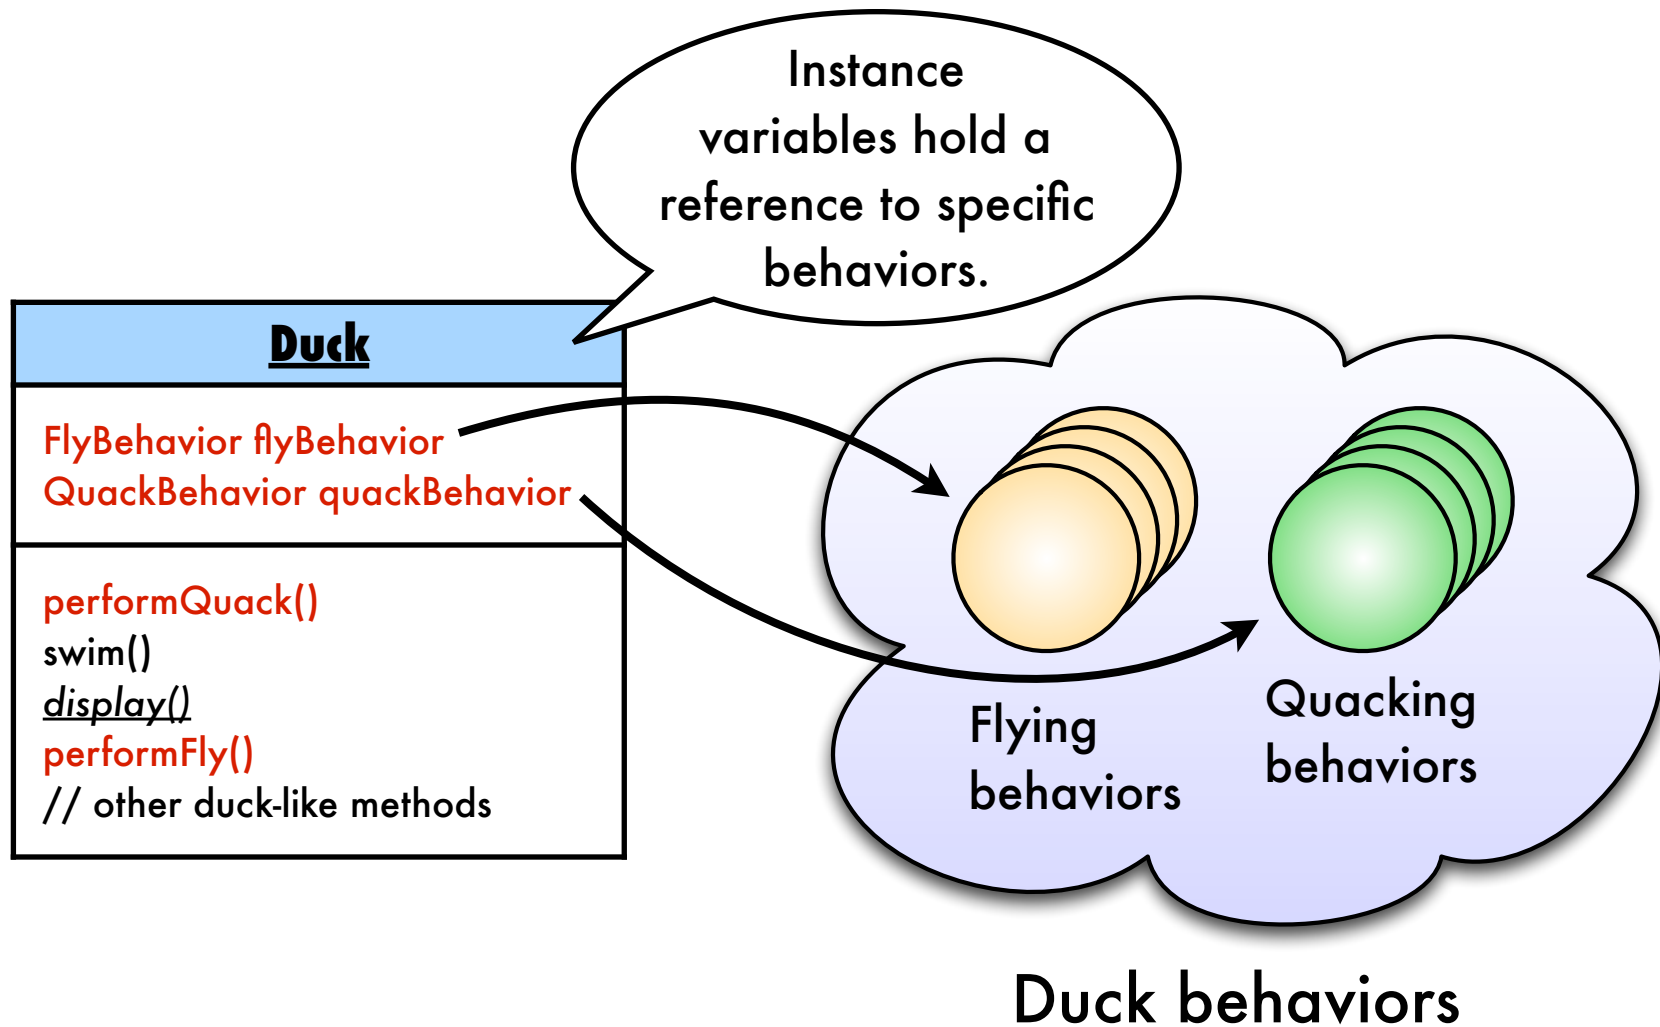 Instance
variables hold a
reference to specific
behaviors.
Duck
FlyBehavior flyBehavior
QuackBehavior quackBehavior
performQuack()
swim()
display()
performFly()
// other duck-like methods
Flying
behaviors
Quacking
behaviors
Duck behaviors